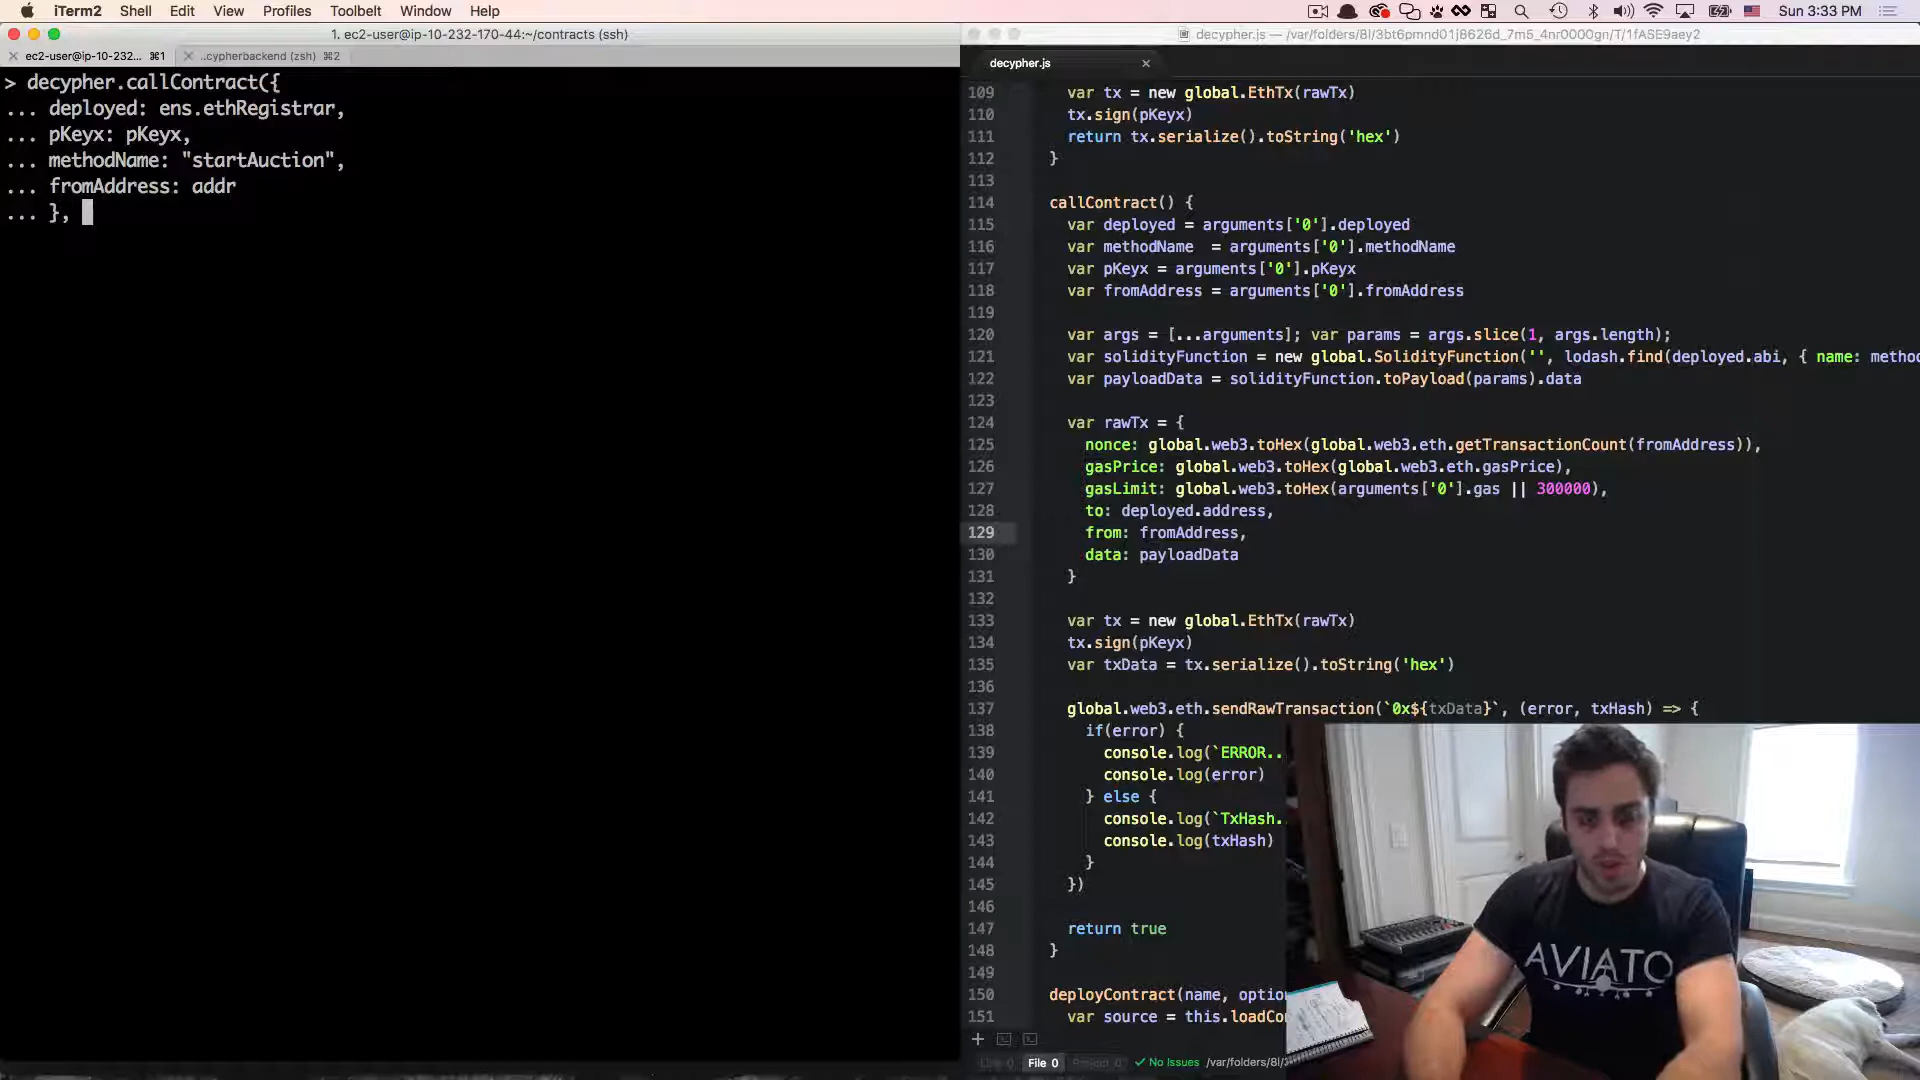 iTerm2 Shell Edit View Profiles Toolbelt Window Help
Sun 3:33 PM
1. ec2-user@ip-10-232-170-44:~/contracts (ssh)
ec2-user@ip-10-232... ⌘1 ..cypherbackend (zsh) ⌘2
> decypher.callContract({
... deployed: ens.ethRegistrar,
... pKeyx: pKeyx,
... methodName: "startAuction",
... fromAddress: addr
... },
decypher.js — /var/folders/8l/3bt6pmnd01j8626d_7m5_4nr0000gn/T/1fASE9aey2
decypher.js
109 var tx = new global.EthTx(rawTx)
110 tx.sign(pKeyx)
111 return tx.serialize().toString('hex')
112 }
113
114 callContract() {
115 var deployed = arguments['0'].deployed
116 var methodName = arguments['0'].methodName
117 var pKeyx = arguments['0'].pKeyx
118 var fromAddress = arguments['0'].fromAddress
119
120 var args = [...arguments]; var params = args.slice(1, args.length);
121 var solidityFunction = new global.SolidityFunction('', lodash.find(deployed.abi, { name: metho
122 var payloadData = solidityFunction.toPayload(params).data
123
124 var rawTx = {
125 nonce: global.web3.toHex(global.web3.eth.getTransactionCount(fromAddress)),
126 gasPrice: global.web3.toHex(global.web3.eth.gasPrice),
127 gasLimit: global.web3.toHex(arguments['0'].gas || 300000),
128 to: deployed.address,
129 from: fromAddress,
130 data: payloadData
131 }
132
133 var tx = new global.EthTx(rawTx)
134 tx.sign(pKeyx)
135 var txData = tx.serialize().toString('hex')
136
137 global.web3.eth.sendRawTransaction(`0x${txData}`, (error, txHash) => {
138 if(error) {
139 console.log(`ERROR..
140 console.log(error)
141 } else {
142 console.log(`TxHash.
143 console.log(txHash)
144 }
145 })
146
147 return true
148 }
149
150 deployContract(name, optio
151 var source = this.loadCo
File 0 No Issues /var/folders/8l/
AVIATO